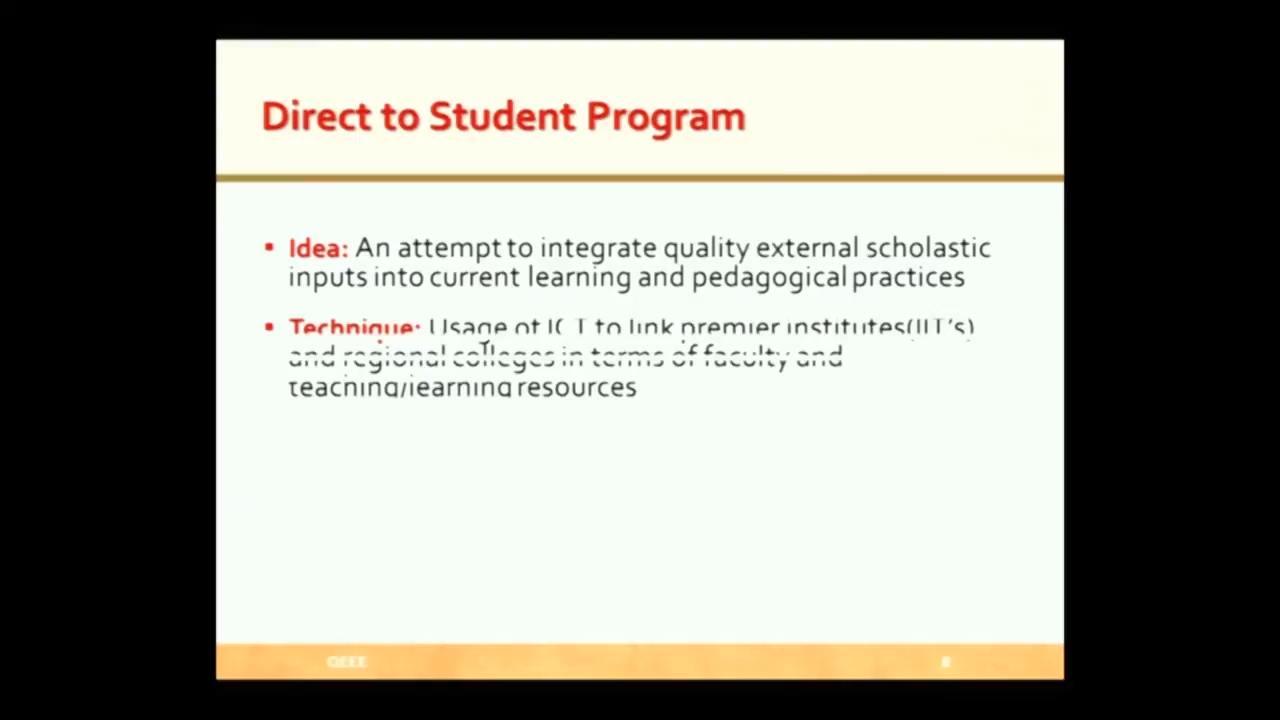 Direct to Student Program
▪ Idea: An attempt to integrate quality external scholastic
inputs into current learning and pedagogical practices
▪ Technique: Usage of ICT to link premier institutes(IIT's)
and regional colleges in terms of faculty and
teaching/learning resources
QEEE
8